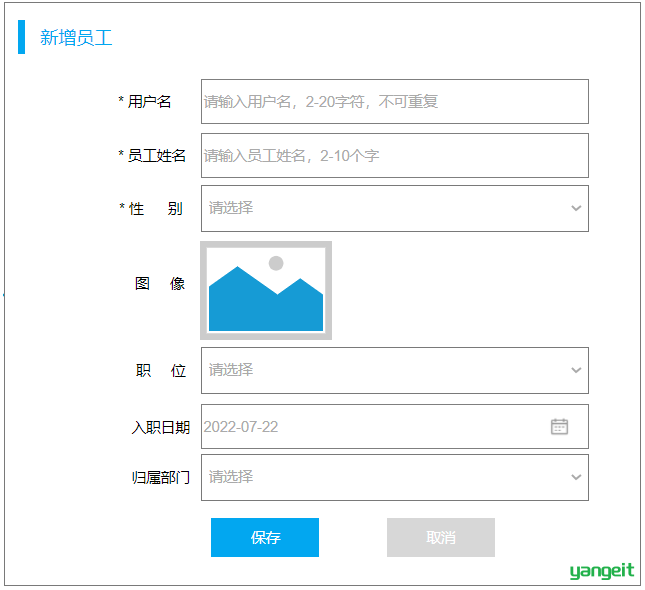 新增员工
* 用户名 请输入用户名，2-20字符，不可重复
* 员工姓名 请输入员工姓名，2-10个字
* 性 别 请选择
图 像
职 位 请选择
入职日期 2022-07-22
归属部门 请选择
保存 取消
yangeit